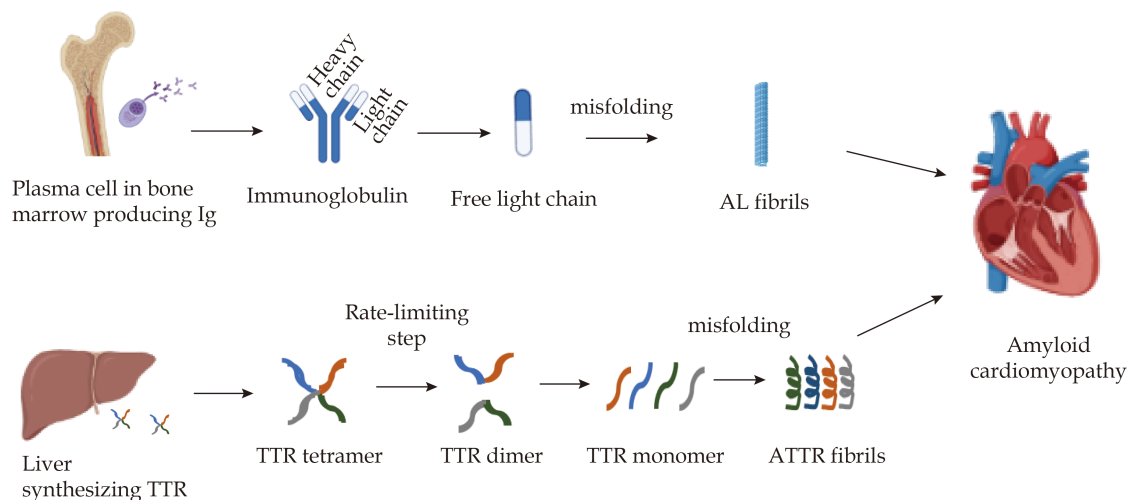 Heavy
chain
Light
chain
misfolding
Plasma cell in bone
marrow producing Ig
Immunoglobulin
Free light chain
AL fibrils
Rate-limiting
step
misfolding
Amyloid
cardiomyopathy
Liver
synthesizing TTR
TTR tetramer
TTR dimer
TTR monomer
ATTR fibrils